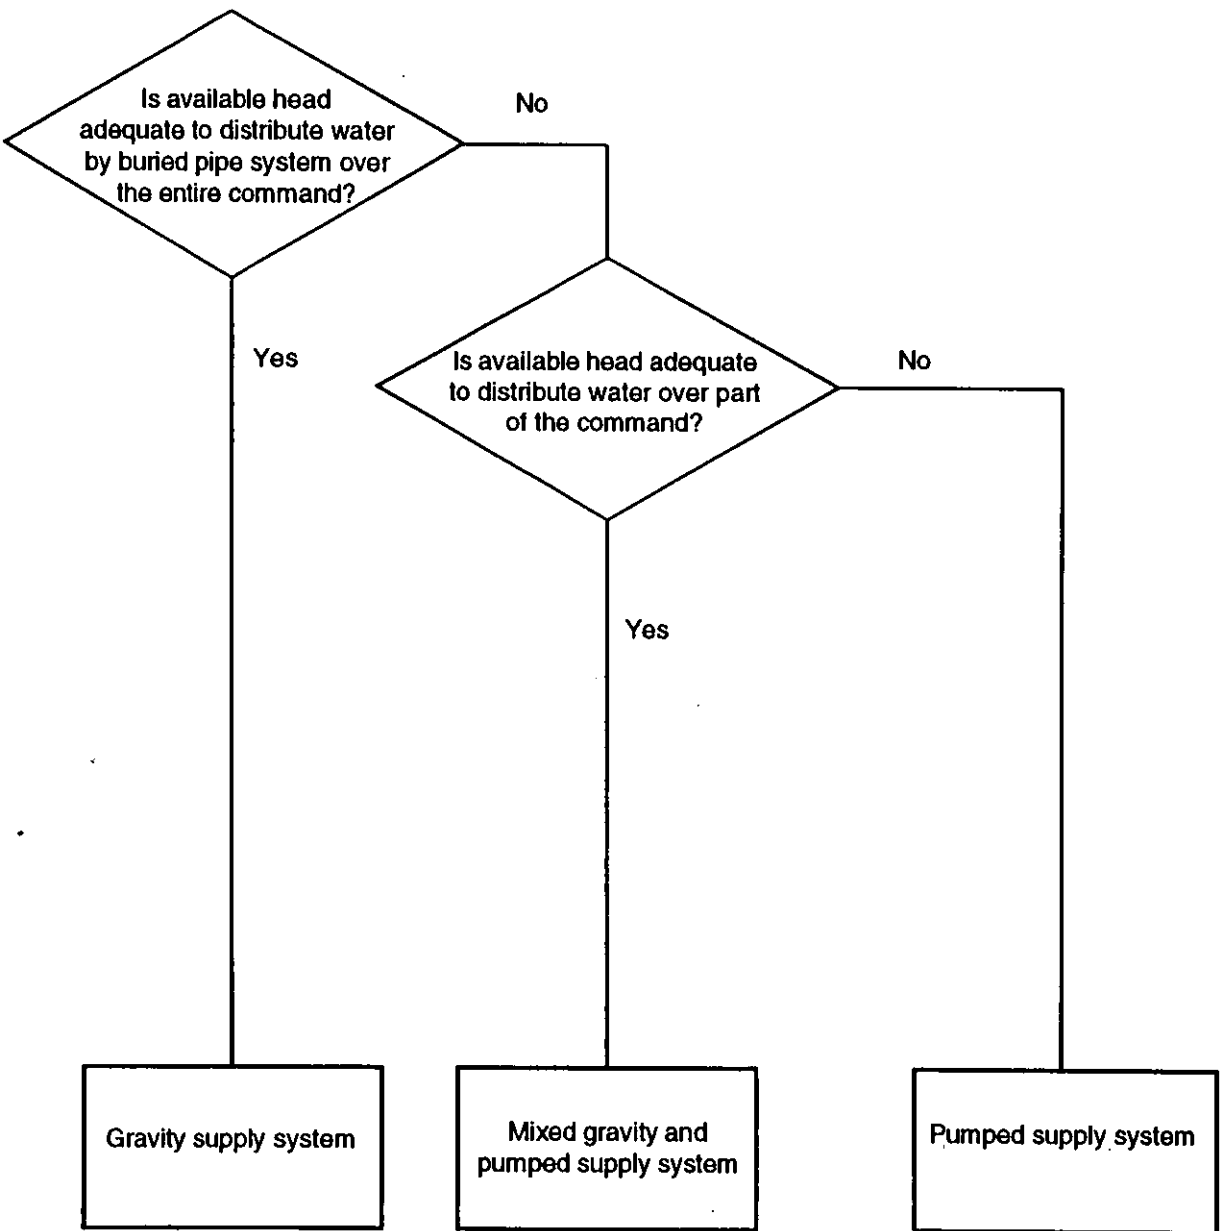 Is available head
adequate to distribute water
by buried pipe system over
the entire command?
No
Yes
Is available head adequate
to distribute water over part
of the command?
No
Yes
Gravity supply system
Mixed gravity and
pumped supply system
Pumped supply system